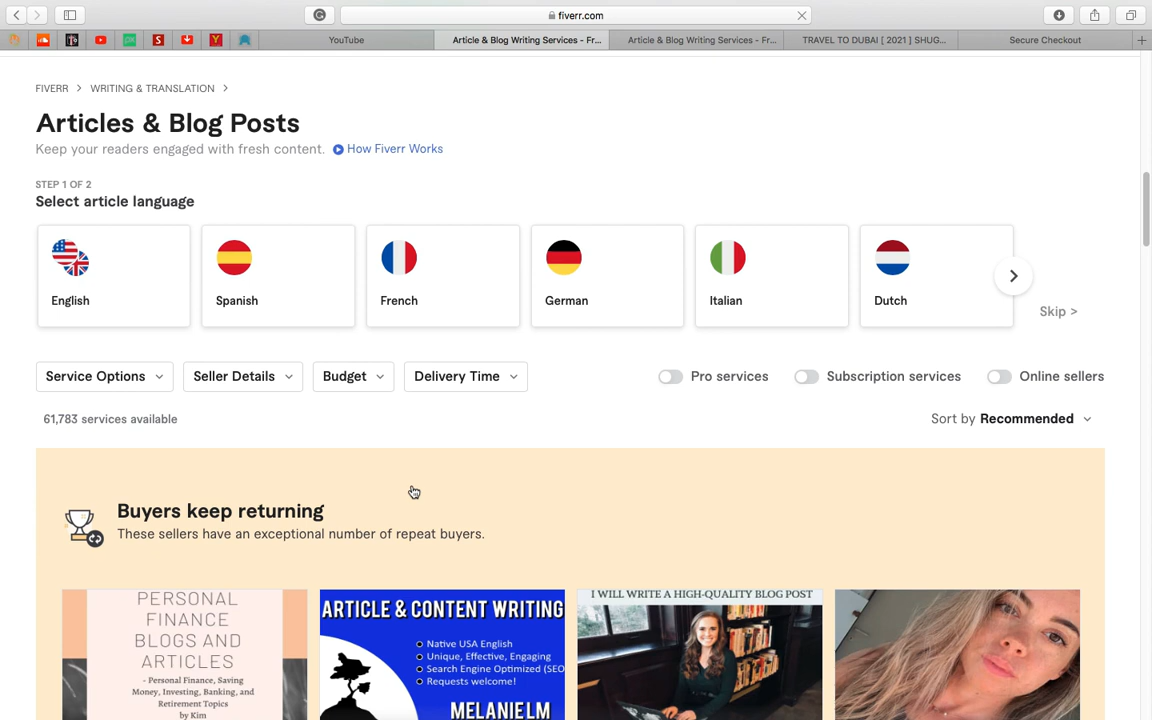 fiverr.com
YouTube
Article & Blog Writing Services - Fr...
Article & Blog Writing Services - Fr...
TRAVEL TO DUBAI [ 2021 ] SHUG...
Secure Checkout
FIVERR > WRITING & TRANSLATION >
Articles & Blog Posts
Keep your readers engaged with fresh content. How Fiverr Works
STEP 1 OF 2
Select article language
English
Spanish
French
German
Italian
Dutch
Skip >
Service Options
Seller Details
Budget
Delivery Time
Pro services
Subscription services
Online sellers
61,783 services available
Sort by Recommended
Buyers keep returning
These sellers have an exceptional number of repeat buyers.
PERSONAL
FINANCE
BLOGS AND
ARTICLES
- Personal Finance, Saving
Money, Investing, Banking, and
Retirement Topics
by Kim
ARTICLE & CONTENT WRITING
Native USA English
Unique, Effective, Engaging
Search Engine Optimized (SEO
Requests welcome!
MELANIELM
I WILL WRITE A HIGH-QUALITY BLOG POST